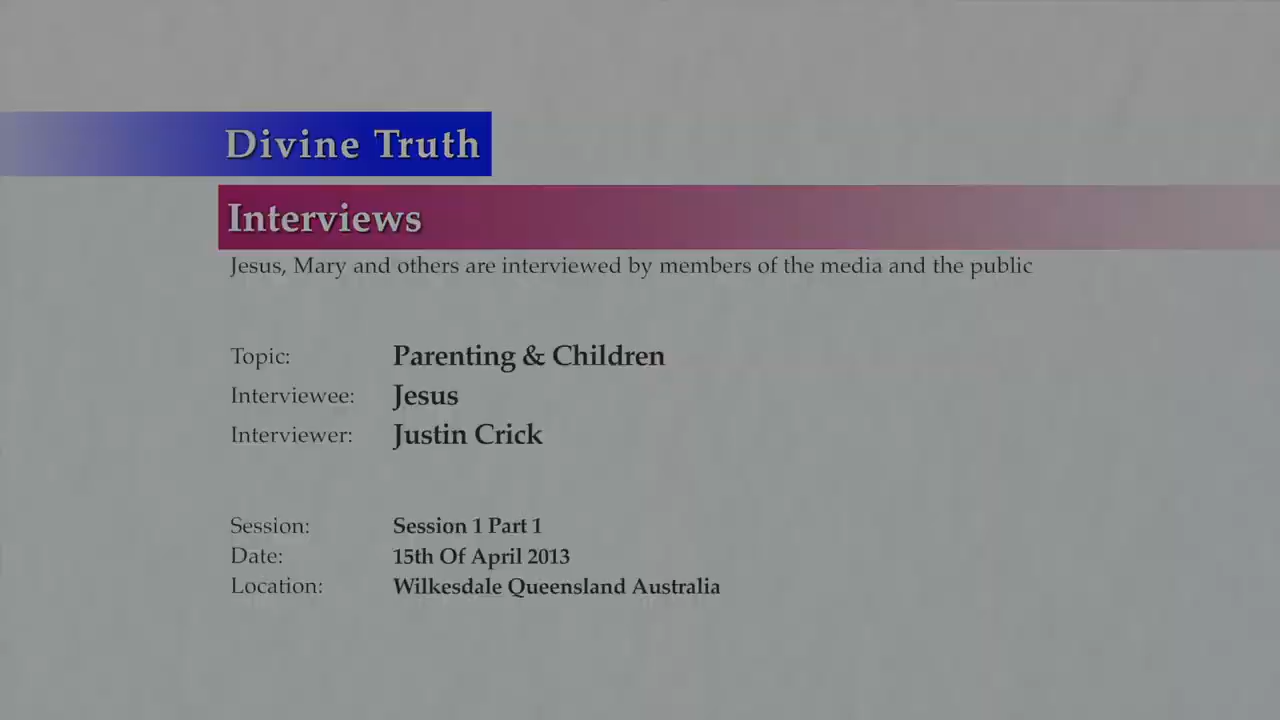 Divine Truth
Interviews
Jesus, Mary and others are interviewed by members of the media and the public
Topic: Parenting & Children
Interviewee: Jesus
Interviewer: Justin Crick
Session: Session 1 Part 1
Date: 15th Of April 2013
Location: Wilkesdale Queensland Australia